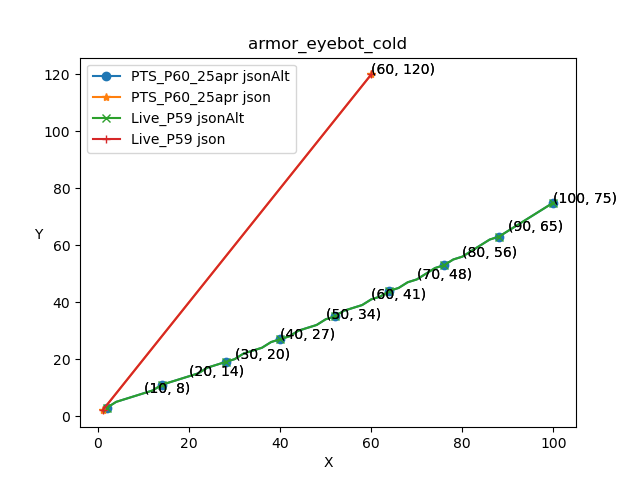 armor_eyebot_cold
PTS_P60_25apr jsonAlt
PTS_P60_25apr json
Live_P59 jsonAlt
Live_P59 json
(60, 120)
(100, 75)
(90, 65)
(80, 56)
(70, 48)
(60, 41)
(50, 34)
(40, 27)
(30, 20)
(20, 14)
(10, 8)
Y
120
100
80
60
40
20
0
0 20 40 60 80 100
X